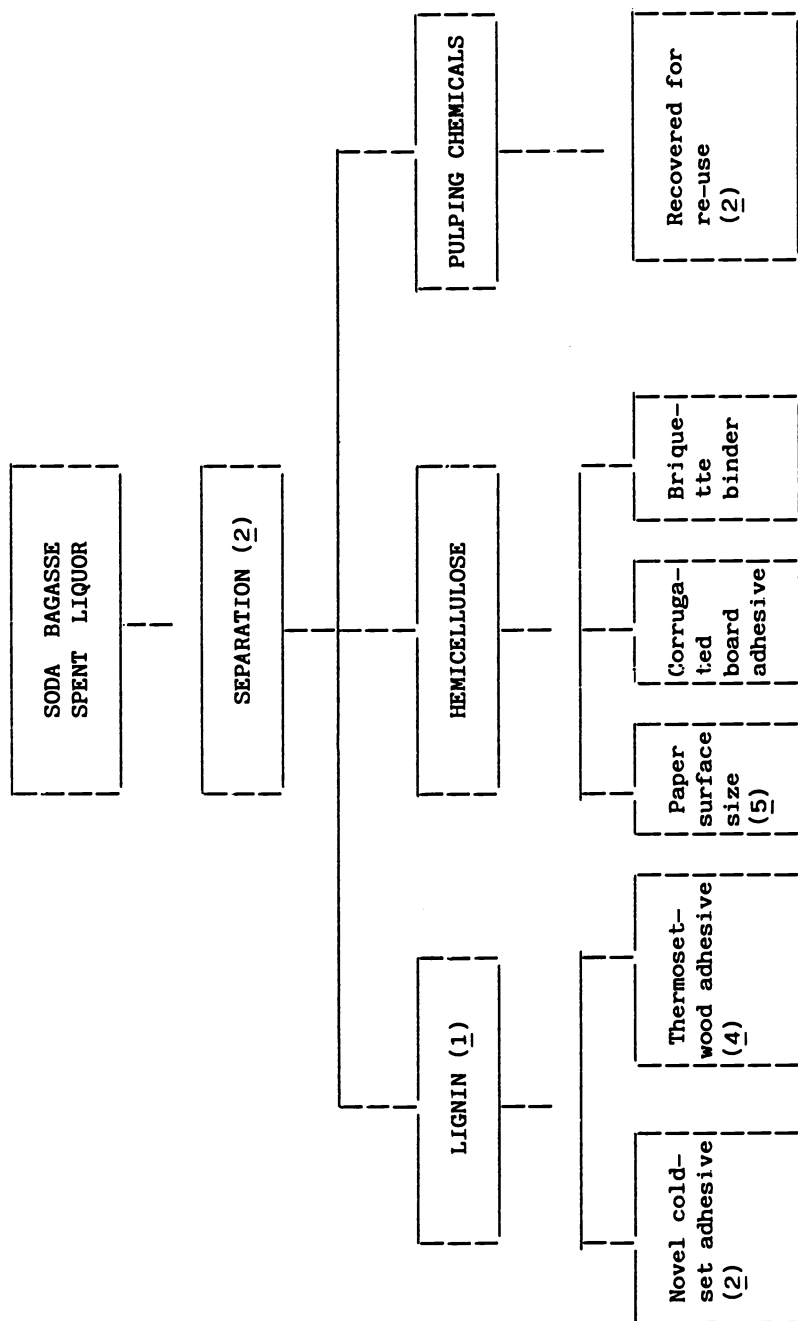 SODA BAGASSE
SPENT LIQUOR
SEPARATION (2)
LIGNIN (1)
HEMICELLULOSE
PULPING CHEMICALS
Novel cold-
set adhesive
(2)
Thermoset-
wood adhesive
(4)
Paper
surface
size
(5)
Corruga-
ted
board
adhesive
Brique-
tte
binder
Recovered for
re-use
(2)